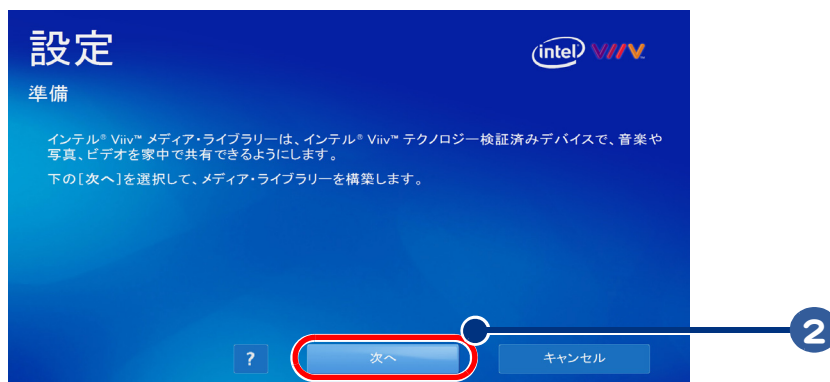 設定
intel VIIV™
準備
インテル® Viiv™ メディア・ライブラリーは、インテル® Viiv™ テクノロジー検証済みデバイスで、音楽や
写真、ビデオを家中で共有できるようにします。
下の[次へ]を選択して、メディア・ライブラリーを構築します。
? 次へ キャンセル
2